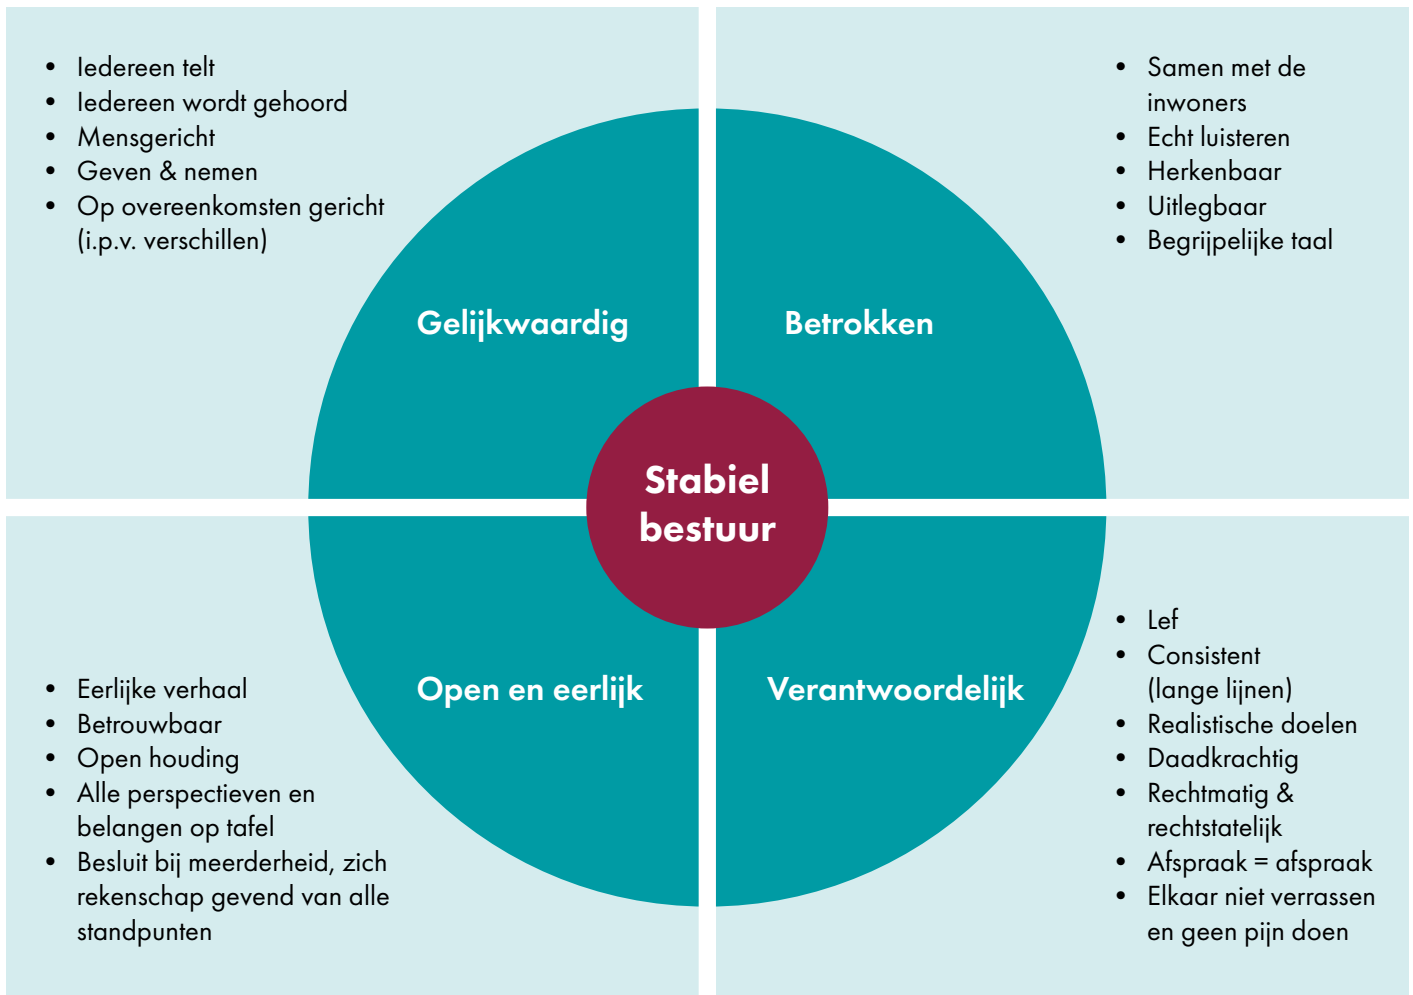 • Iedereen telt
• Iedereen wordt gehoord
• Mensgericht
• Geven & nemen
• Op overeenkomsten gericht
(i.p.v. verschillen)
Gelijkwaardig
• Samen met de
inwoners
• Echt luisteren
• Herkenbaar
• Uitlegbaar
• Begrijpelijke taal
Betrokken
Stabiel
bestuur
Open en eerlijk
• Eerlijke verhaal
• Betrouwbaar
• Open houding
• Alle perspectieven en
belangen op tafel
• Besluit bij meerderheid, zich
rekenschap gevend van alle
standpunten
Verantwoordelijk
• Lef
• Consistent
(lange lijnen)
• Realistische doelen
• Daadkrachtig
• Rechtmatig &
rechtstatelijk
• Afspraak = afspraak
• Elkaar niet verrassen
en geen pijn doen